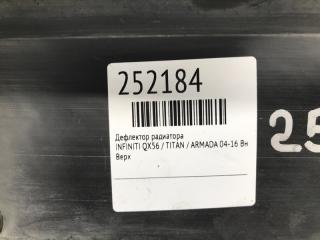 252184
Дефлектор радиатора
INFINITI QX56 / TITAN / ARMADA 04-16 Вн
Верх
25